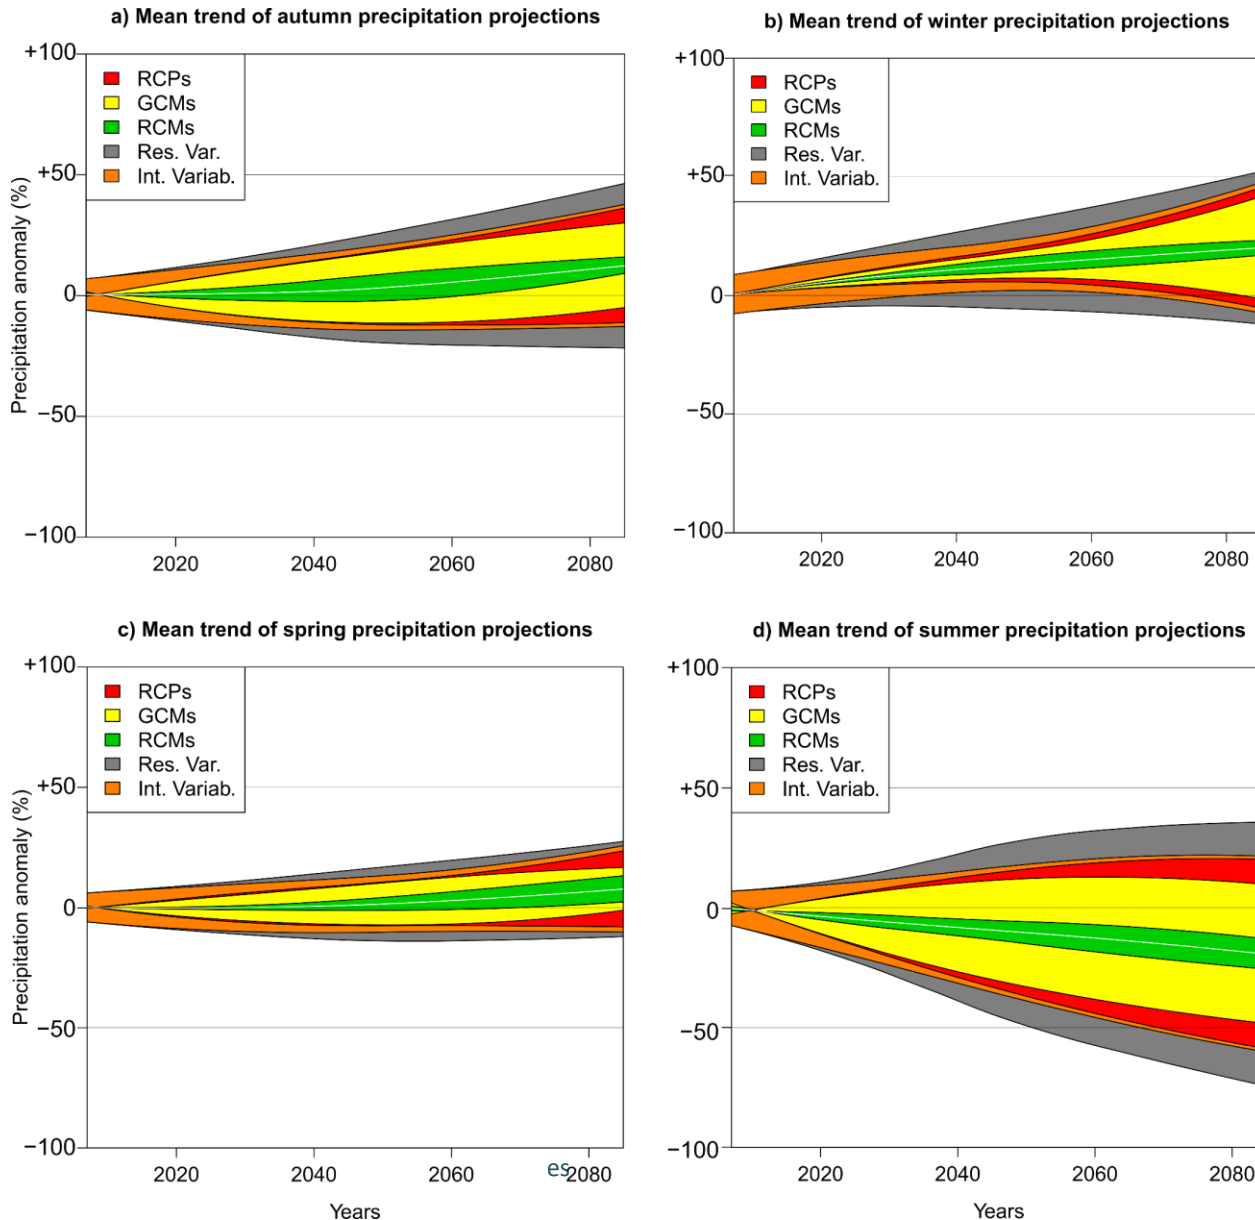 a) Mean trend of autumn precipitation projections
+100
+50
0
−50
−100
Precipitation anomaly (%)
RCPs
GCMs
RCMs
Res. Var.
Int. Variab.
2020 2040 2060 2080
b) Mean trend of winter precipitation projections
+100
+50
0
−50
−100
RCPs
GCMs
RCMs
Res. Var.
Int. Variab.
2020 2040 2060 2080
c) Mean trend of spring precipitation projections
+100
+50
0
−50
−100
Precipitation anomaly (%)
RCPs
GCMs
RCMs
Res. Var.
Int. Variab.
2020 2040 2060 es 2080
Years
d) Mean trend of summer precipitation projections
+100
+50
0
−50
−100
RCPs
GCMs
RCMs
Res. Var.
Int. Variab.
2020 2040 2060 2080
Years